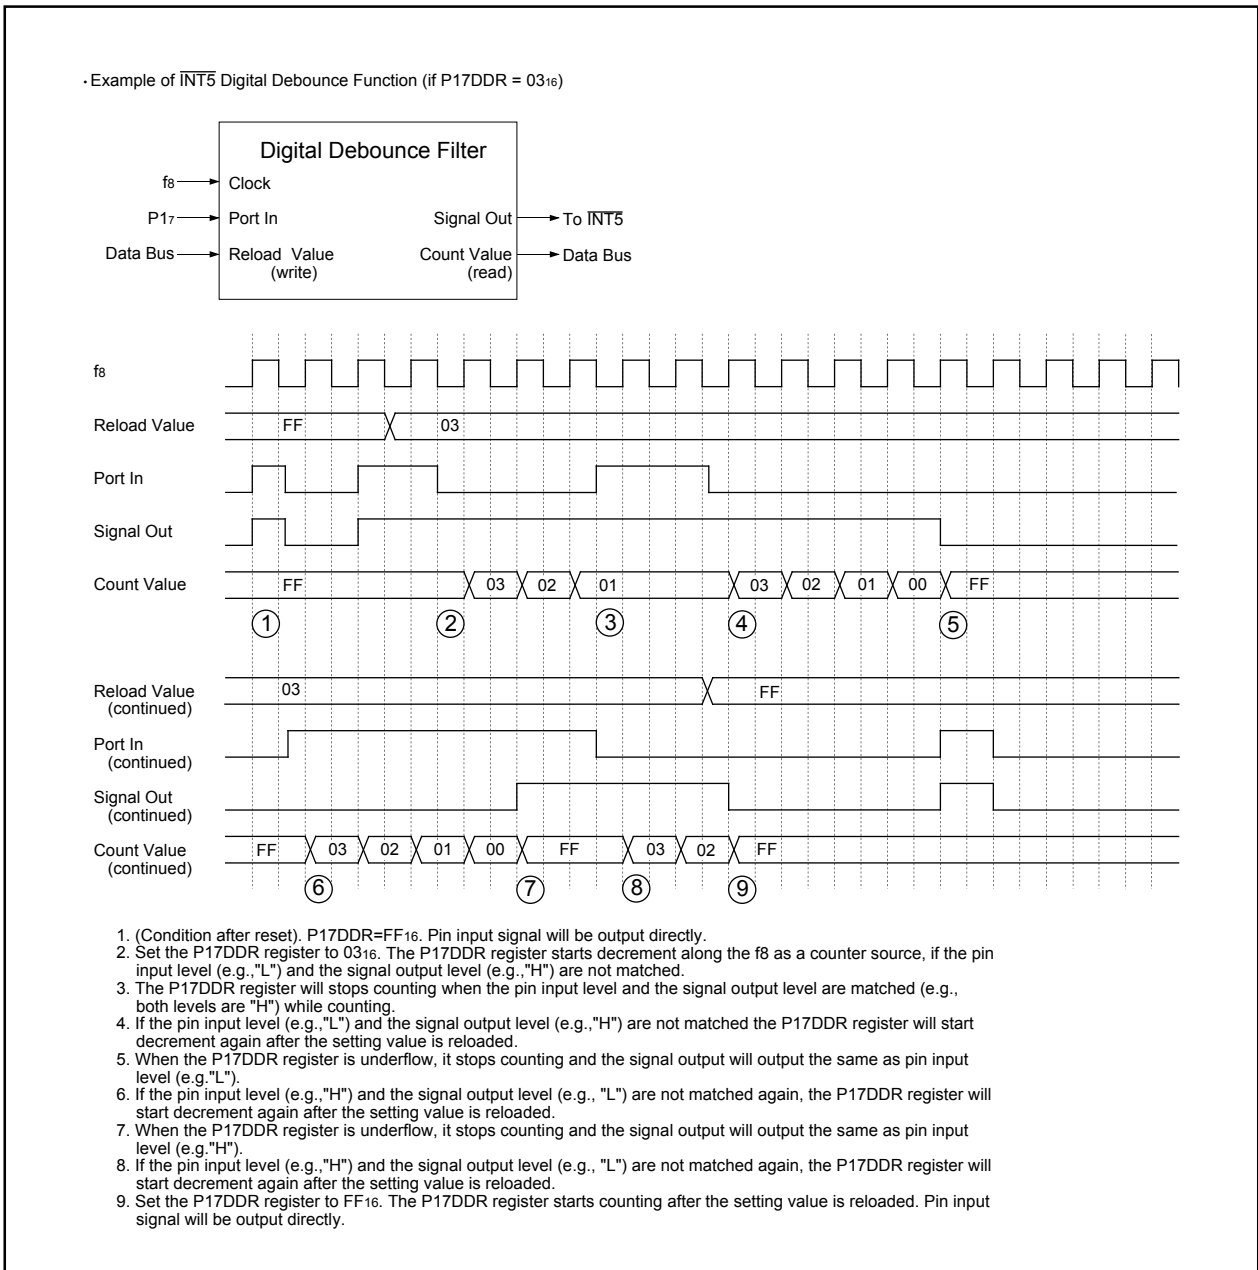 • Example of INT5 Digital Debounce Function (if P17DDR = 0316)
Digital Debounce Filter
f8 Clock
P17 Port In Signal Out To INT5
Data Bus Reload Value Count Value Data Bus
(write) (read)
f8
Reload Value FF 03
Port In
Signal Out
Count Value FF 03 02 01 03 02 01 00 FF
1 2 3 4 5
Reload Value 03 FF
(continued)
Port In
(continued)
Signal Out
(continued)
Count Value FF 03 02 01 00 FF 03 02 FF
(continued)
6 7 8 9
1. (Condition after reset). P17DDR=FF16. Pin input signal will be output directly.
2. Set the P17DDR register to 0316. The P17DDR register starts decrement along the f8 as a counter source, if the pin
input level (e.g.,"L") and the signal output level (e.g.,"H") are not matched.
3. The P17DDR register will stops counting when the pin input level and the signal output level are matched (e.g.,
both levels are "H") while counting.
4. If the pin input level (e.g.,"L") and the signal output level (e.g.,"H") are not matched the P17DDR register will start
decrement again after the setting value is reloaded.
5. When the P17DDR register is underflow, it stops counting and the signal output will output the same as pin input
level (e.g."L").
6. If the pin input level (e.g.,"H") and the signal output level (e.g., "L") are not matched again, the P17DDR register will
start decrement again after the setting value is reloaded.
7. When the P17DDR register is underflow, it stops counting and the signal output will output the same as pin input
level (e.g."H").
8. If the pin input level (e.g.,"H") and the signal output level (e.g., "L") are not matched again, the P17DDR register will
start decrement again after the setting value is reloaded.
9. Set the P17DDR register to FF16. The P17DDR register starts counting after the setting value is reloaded. Pin input
signal will be output directly.